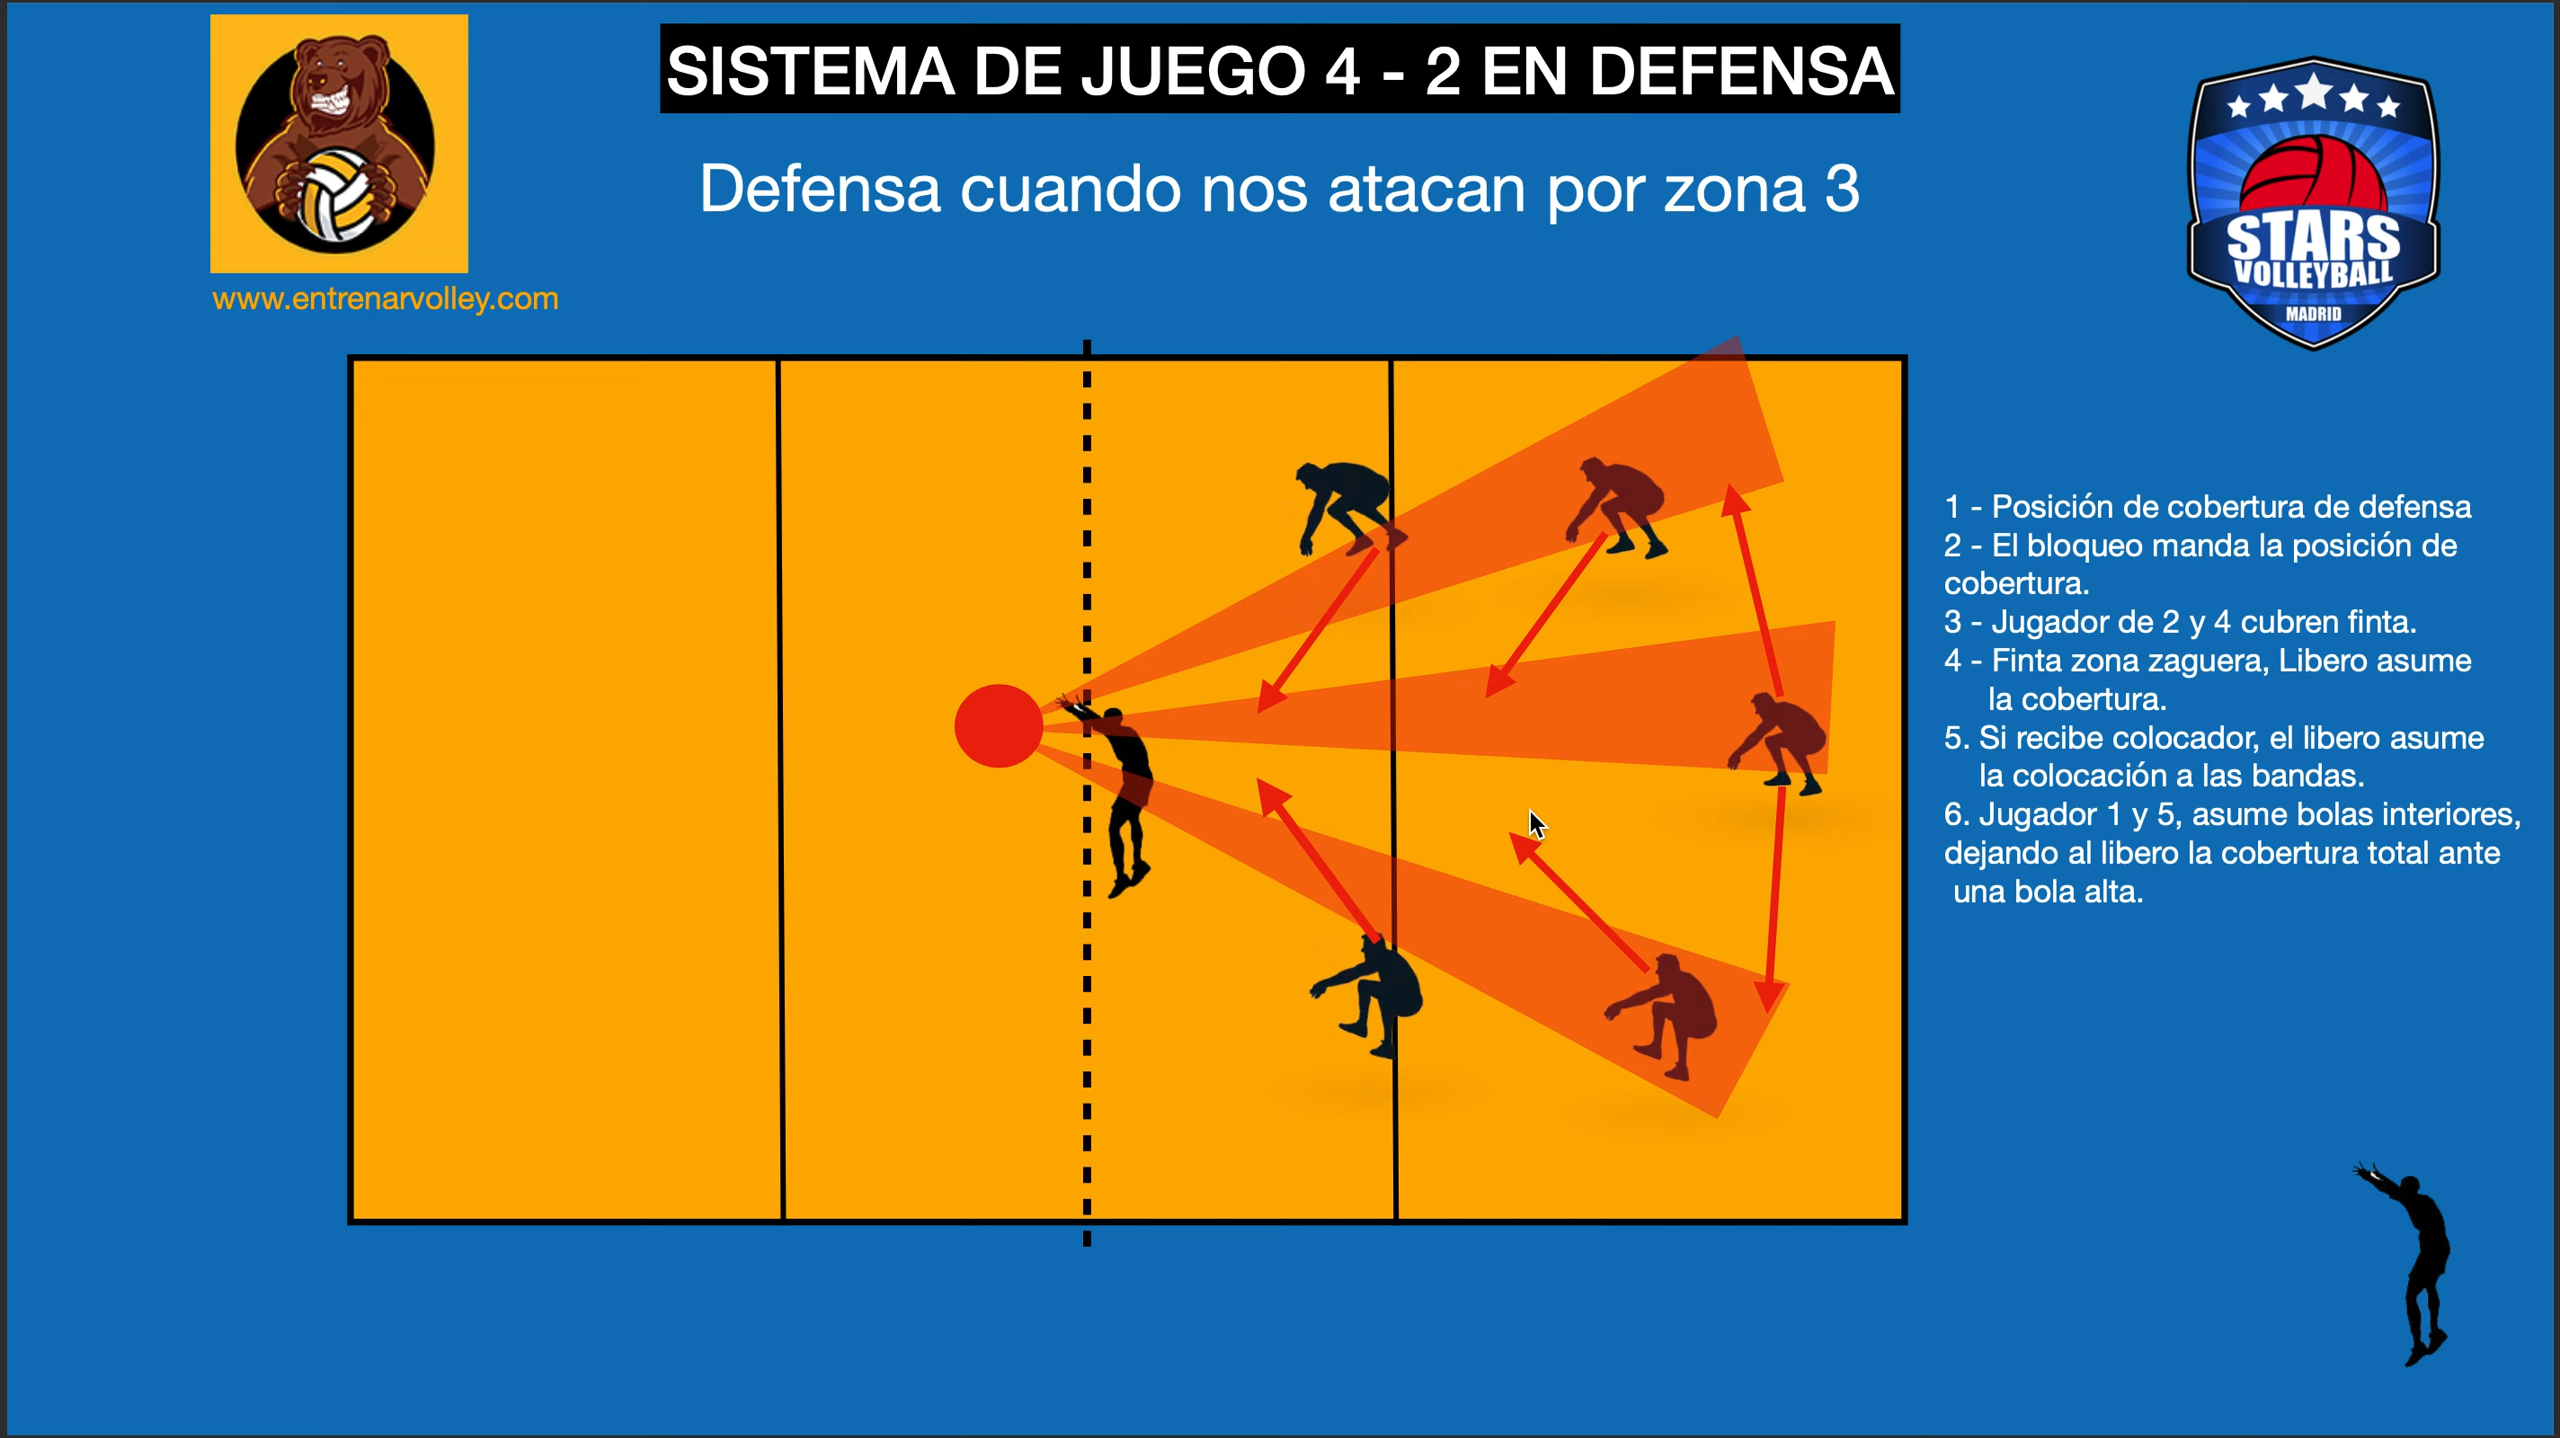 SISTEMA DE JUEGO 4 - 2 EN DEFENSA
Defensa cuando nos atacan por zona 3
www.entrenarvolley.com
STARS
VOLLEYBALL
MADRID
1 - Posición de cobertura de defensa
2 - El bloqueo manda la posición de
cobertura.
3 - Jugador de 2 y 4 cubren finta.
4 - Finta zona zaguera, Libero asume
la cobertura.
5. Si recibe colocador, el libero asume
la colocación a las bandas.
6. Jugador 1 y 5, asume bolas interiores,
dejando al libero la cobertura total ante
una bola alta.